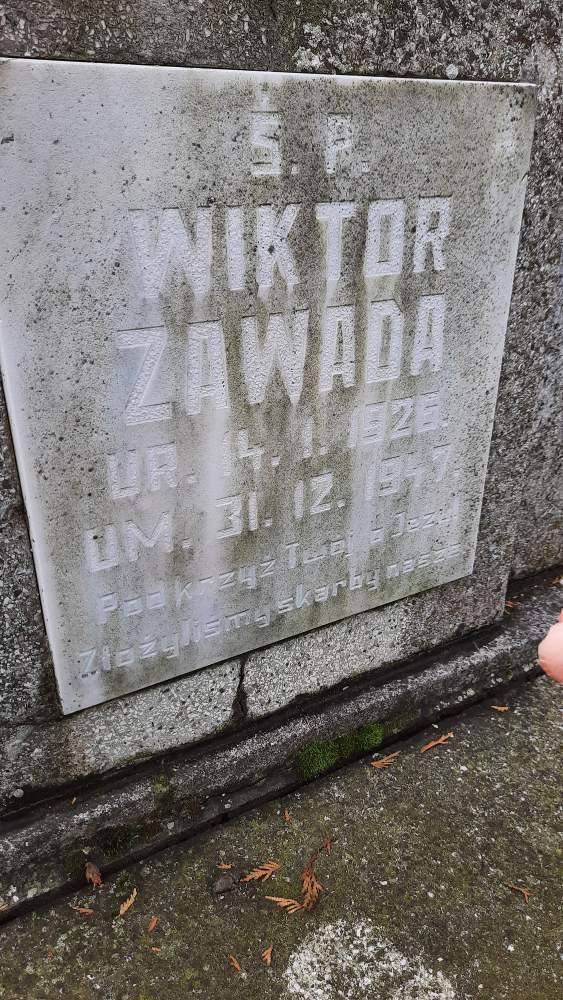 Ś. P.
WIKTOR
ZAWADA
UR. 14. 1. 1926.
UM. 31. 12. 1947.
Pod krzyż Twój o Jezu
Złożyliśmy skarby nasze